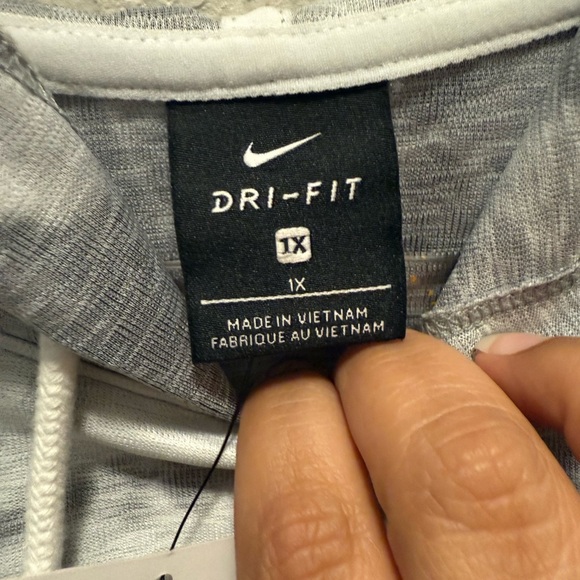 DRI-FIT
1X
1X
MADE IN VIETNAM
FABRIQUE AU VIETNAM